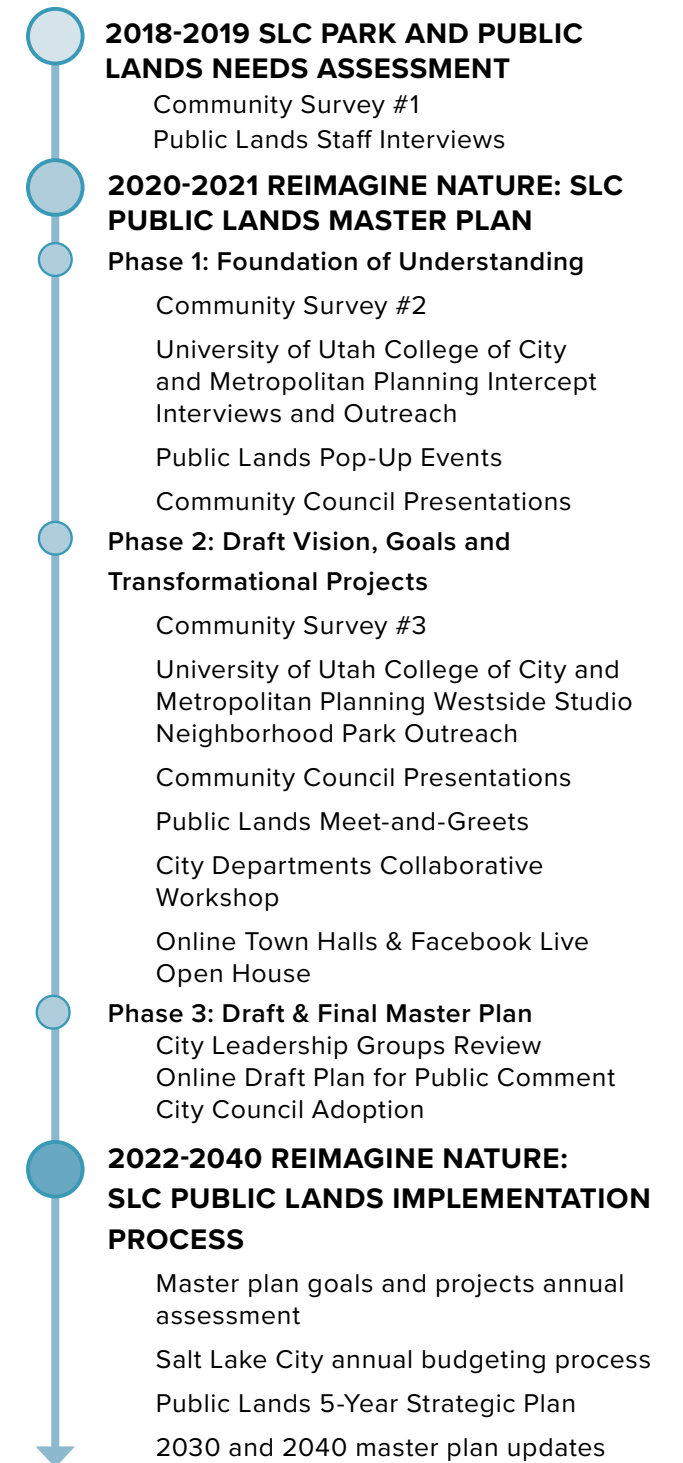 2018-2019 SLC PARK AND PUBLIC
LANDS NEEDS ASSESSMENT
Community Survey #1
Public Lands Staff Interviews
2020-2021 REIMAGINE NATURE: SLC
PUBLIC LANDS MASTER PLAN
Phase 1: Foundation of Understanding
Community Survey #2
University of Utah College of City
and Metropolitan Planning Intercept
Interviews and Outreach
Public Lands Pop-Up Events
Community Council Presentations
Phase 2: Draft Vision, Goals and
Transformational Projects
Community Survey #3
University of Utah College of City and
Metropolitan Planning Westside Studio
Neighborhood Park Outreach
Community Council Presentations
Public Lands Meet-and-Greets
City Departments Collaborative
Workshop
Online Town Halls & Facebook Live
Open House
Phase 3: Draft & Final Master Plan
City Leadership Groups Review
Online Draft Plan for Public Comment
City Council Adoption
2022-2040 REIMAGINE NATURE:
SLC PUBLIC LANDS IMPLEMENTATION
PROCESS
Master plan goals and projects annual
assessment
Salt Lake City annual budgeting process
Public Lands 5-Year Strategic Plan
2030 and 2040 master plan updates